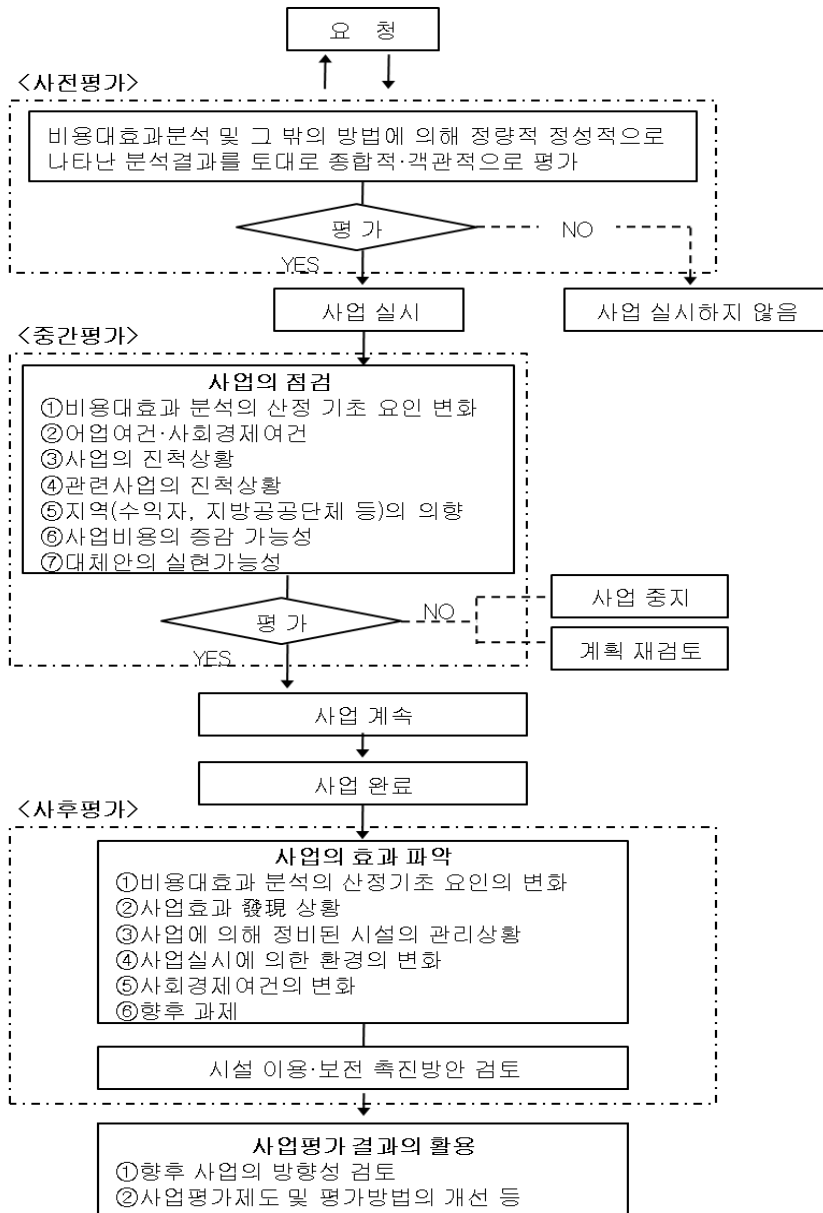 요 청
<사전평가>
비용대효과분석 및 그 밖의 방법에 의해 정량적 정성적으로
나타난 분석결과를 토대로 종합적·객관적으로 평가
평 가
NO
YES
사업 실시
사업 실시하지 않음
<중간평가>
사업의 점검
①비용대효과 분석의 산정 기초 요인 변화
②어업여건·사회경제여건
③사업의 진척상황
④관련사업의 진척상황
⑤지역(수익자, 지방공공단체 등)의 의향
⑥사업비용의 증감 가능성
⑦대체안의 실현가능성
평 가
NO
사업 중지
계획 재검토
YES
사업 계속
사업 완료
<사후평가>
사업의 효과 파악
①비용대효과 분석의 산정기초 요인의 변화
②사업효과 發現 상황
③사업에 의해 정비된 시설의 관리상황
④사업실시에 의한 환경의 변화
⑤사회경제여건의 변화
⑥향후 과제
시설 이용·보전 촉진방안 검토
사업평가 결과의 활용
①향후 사업의 방향성 검토
②사업평가제도 및 평가방법의 개선 등